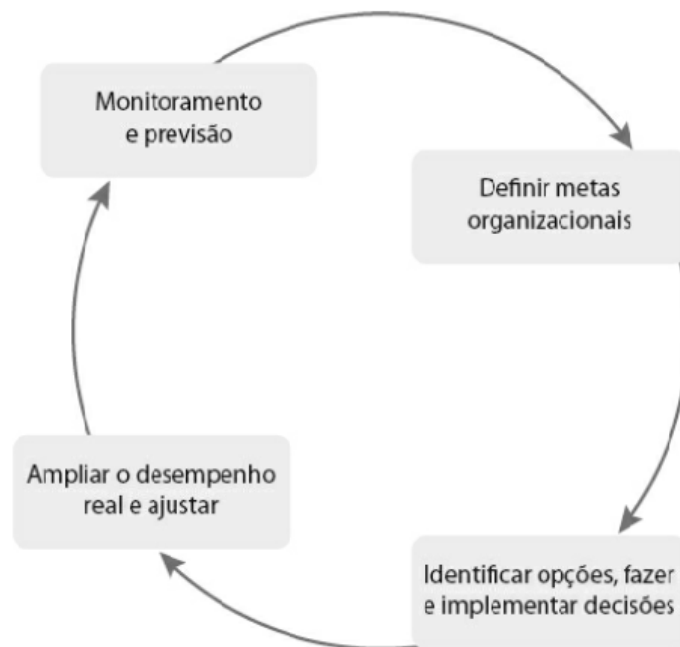 Monitoramento
e previsão
Definir metas
organizacionais
Identificar opções, fazer
e implementar decisões
Ampliar o desempenho
real e ajustar